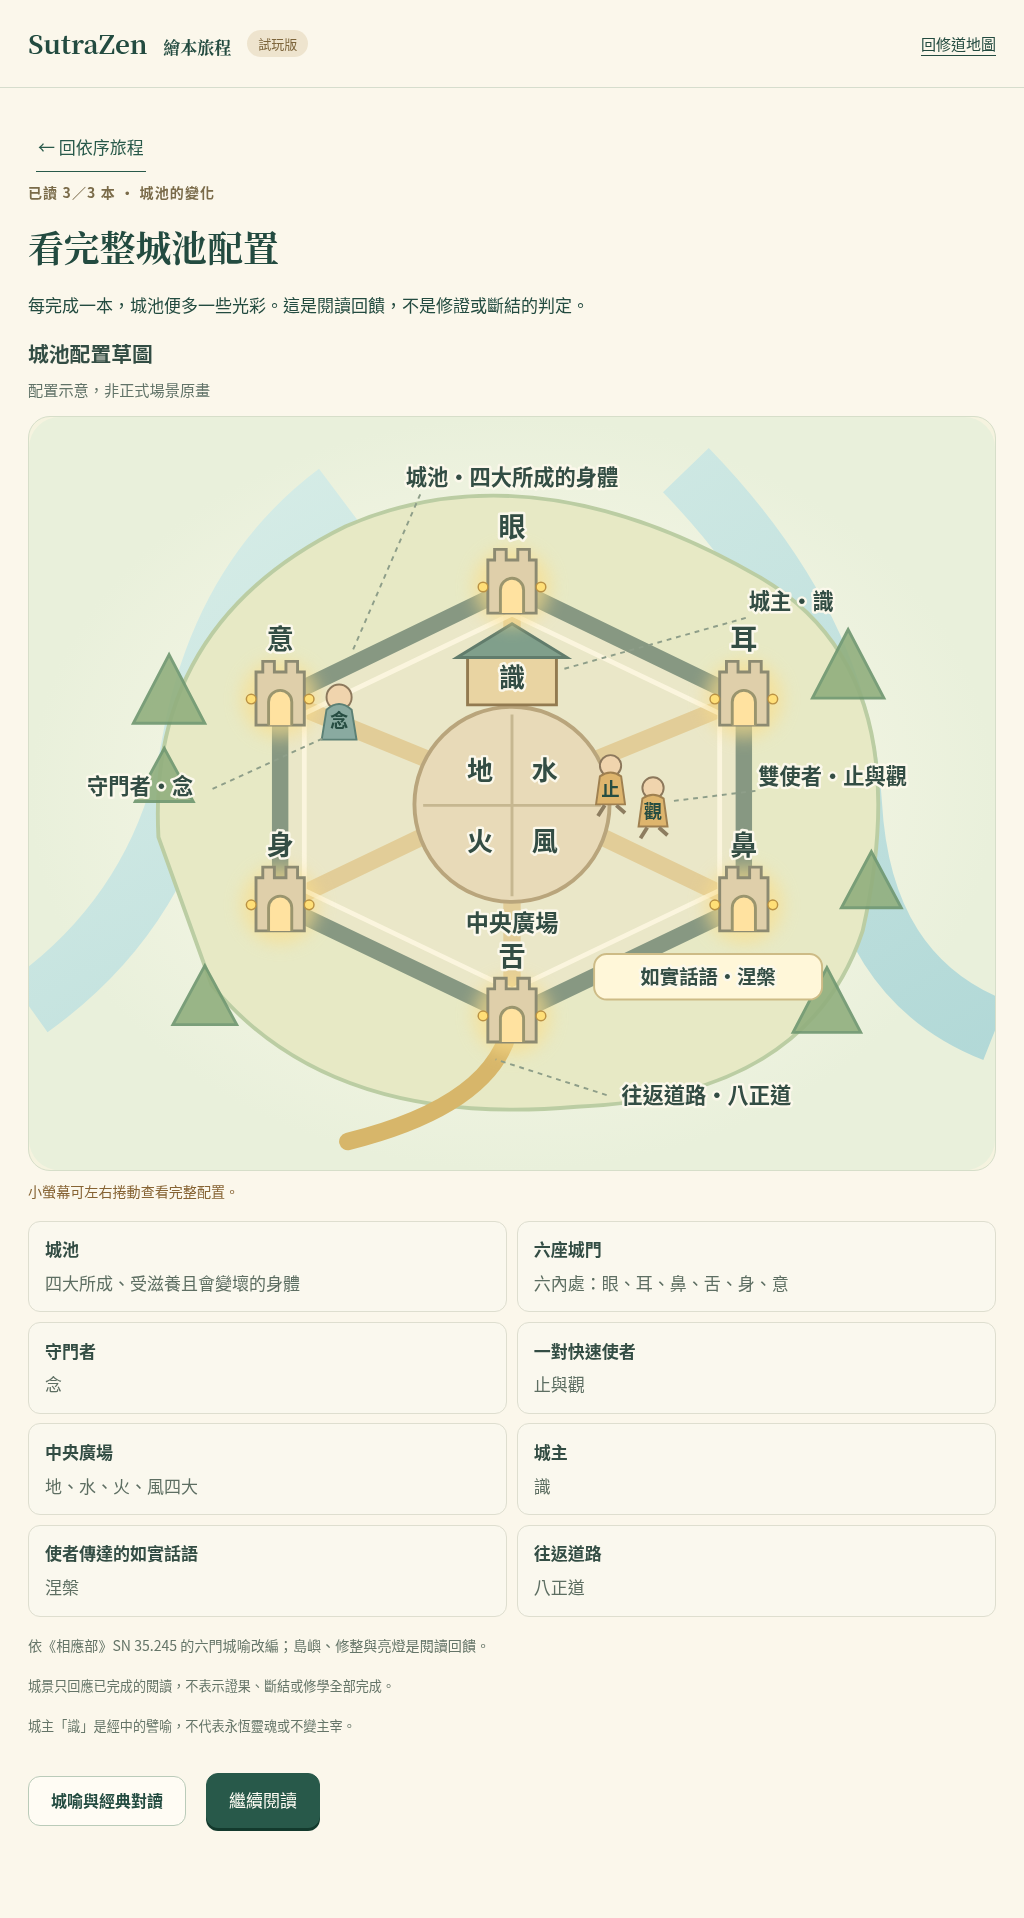 SutraZen 繪本旅程 試玩版 回修道地圖
← 回依序旅程
已讀 3／3 本 · 城池的變化
看完整城池配置
每完成一本，城池便多一些光彩。這是閱讀回饋，不是修證或斷結的判定。
城池配置草圖
配置示意，非正式場景原畫
城池・四大所成的身體
眼
城主・識
意
耳
識
念
地 水
雙使者・止與觀
守門者・念
止
觀
火 風
身
鼻
中央廣場
舌
如實話語・涅槃
往返道路・八正道
小螢幕可左右捲動查看完整配置。
城池
四大所成、受滋養且會變壞的身體
六座城門
六內處：眼、耳、鼻、舌、身、意
守門者
念
一對快速使者
止與觀
中央廣場
地、水、火、風四大
城主
識
使者傳達的如實話語
涅槃
往返道路
八正道
依《相應部》SN 35.245 的六門城喻改編；島嶼、修整與亮燈是閱讀回饋。
城景只回應已完成的閱讀，不表示證果、斷結或修學全部完成。
城主「識」是經中的譬喻，不代表永恆靈魂或不變主宰。
城喻與經典對讀 繼續閱讀